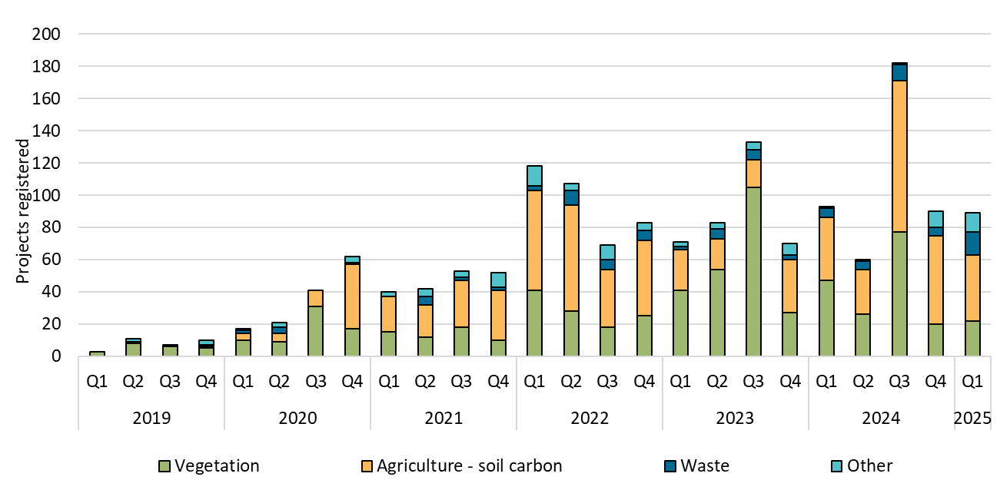 200
180
160
140
120
100
80
60
40
20
0
Projects registered
Q1 Q2 Q3 Q4 Q1 Q2 Q3 Q4 Q1 Q2 Q3 Q4 Q1 Q2 Q3 Q4 Q1 Q2 Q3 Q4 Q1 Q2 Q3 Q4 Q1
2019 2020 2021 2022 2023 2024 2025
Vegetation Agriculture - soil carbon Waste Other